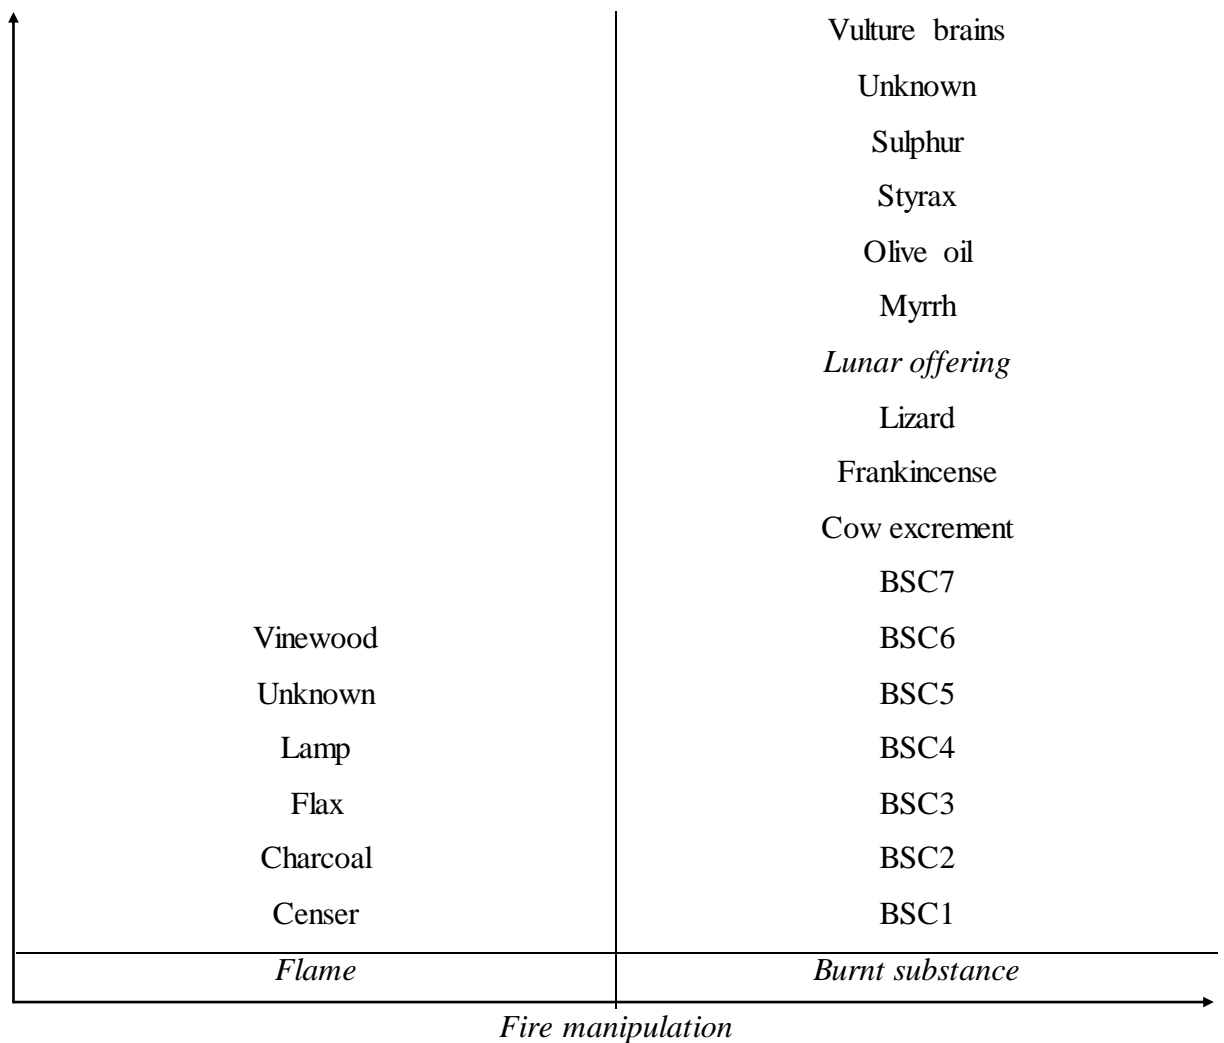 Vulture brains
Unknown
Sulphur
Styrax
Olive oil
Myrrh
Lunar offering
Lizard
Frankincense
Cow excrement
BSC7
Vinewood BSC6
Unknown BSC5
Lamp BSC4
Flax BSC3
Charcoal BSC2
Censer BSC1
Flame Burnt substance
Fire manipulation